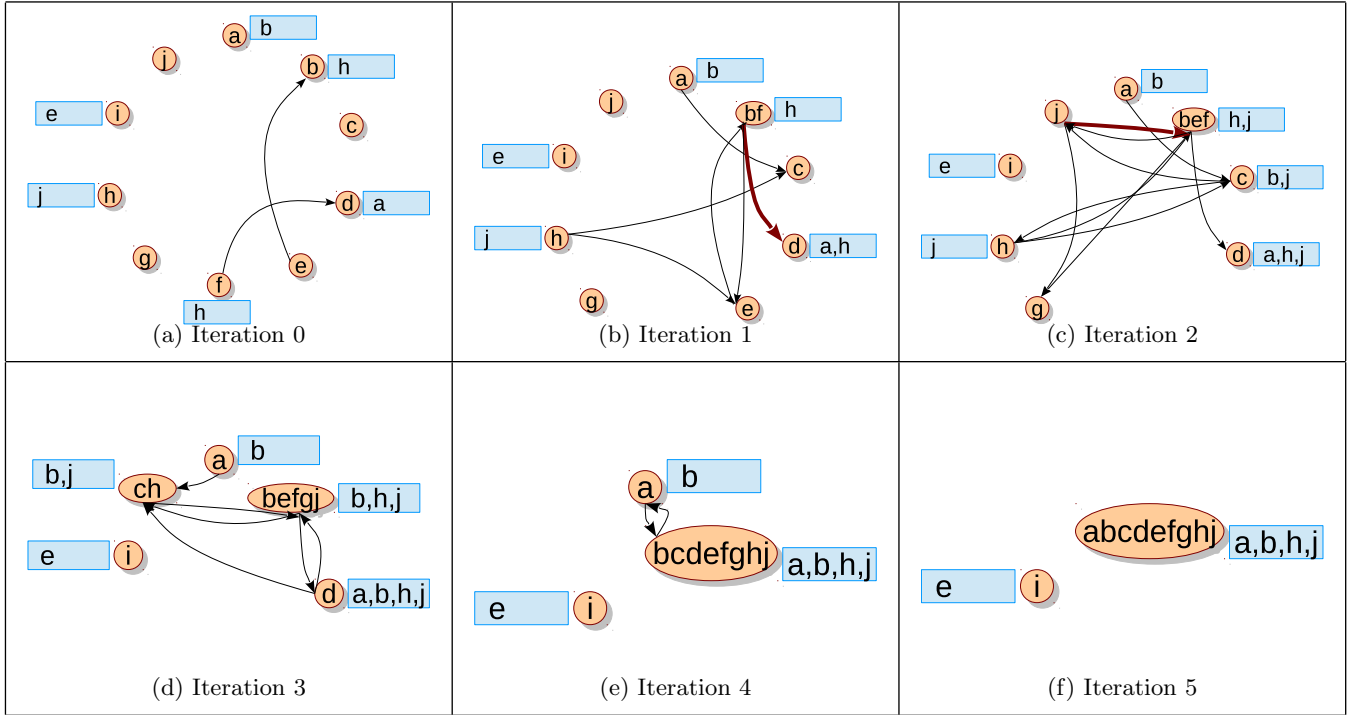 a b
j
b h
e i
c
j h
d a
g
f
e
h
(a) Iteration 0
a b
j
bf h
e i
c
j h
d a,h
g
e
(b) Iteration 1
a b
j
bef h,j
e i
c b,j
j h
d a,h,j
g
(c) Iteration 2
a b
b,j ch
befgj b,h,j
e i
d a,b,h,j
(d) Iteration 3
a b
bcdefghj a,b,h,j
e i
(e) Iteration 4
abcdefghj a,b,h,j
e i
(f) Iteration 5